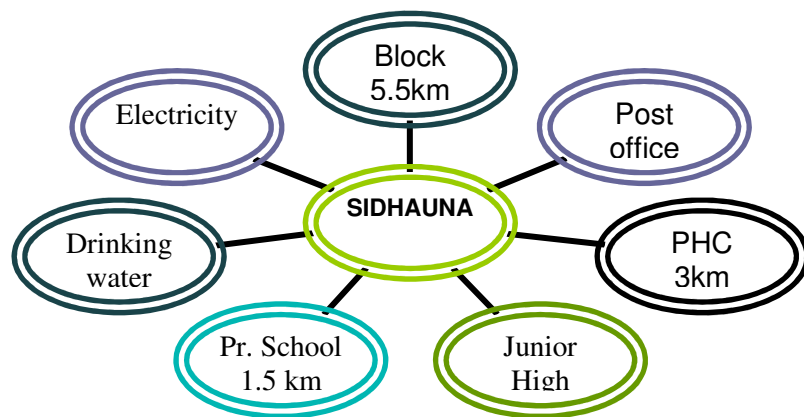 Block
5.5km
Electricity
Post
office
SIDHAUNA
Drinking
water
PHC
3km
Pr. School
1.5 km
Junior
High